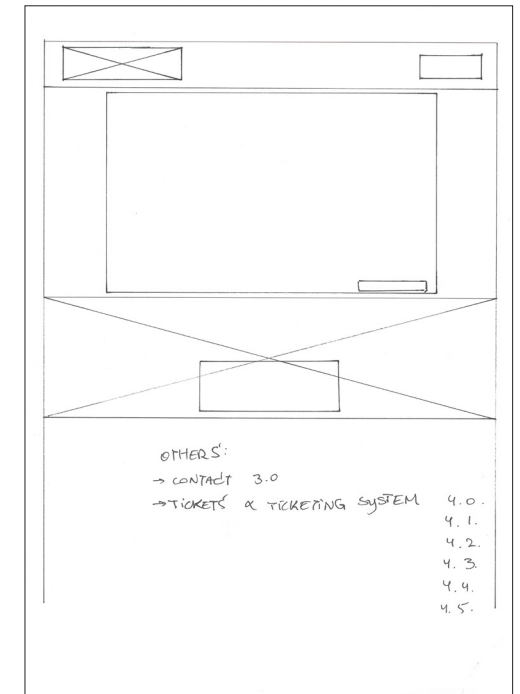 OTHERS:
→ CONTACT 3.0
→ TICKETS & TICKETING SYSTEM 4.0.
4.1.
4.2.
4.3.
4.4.
4.5.